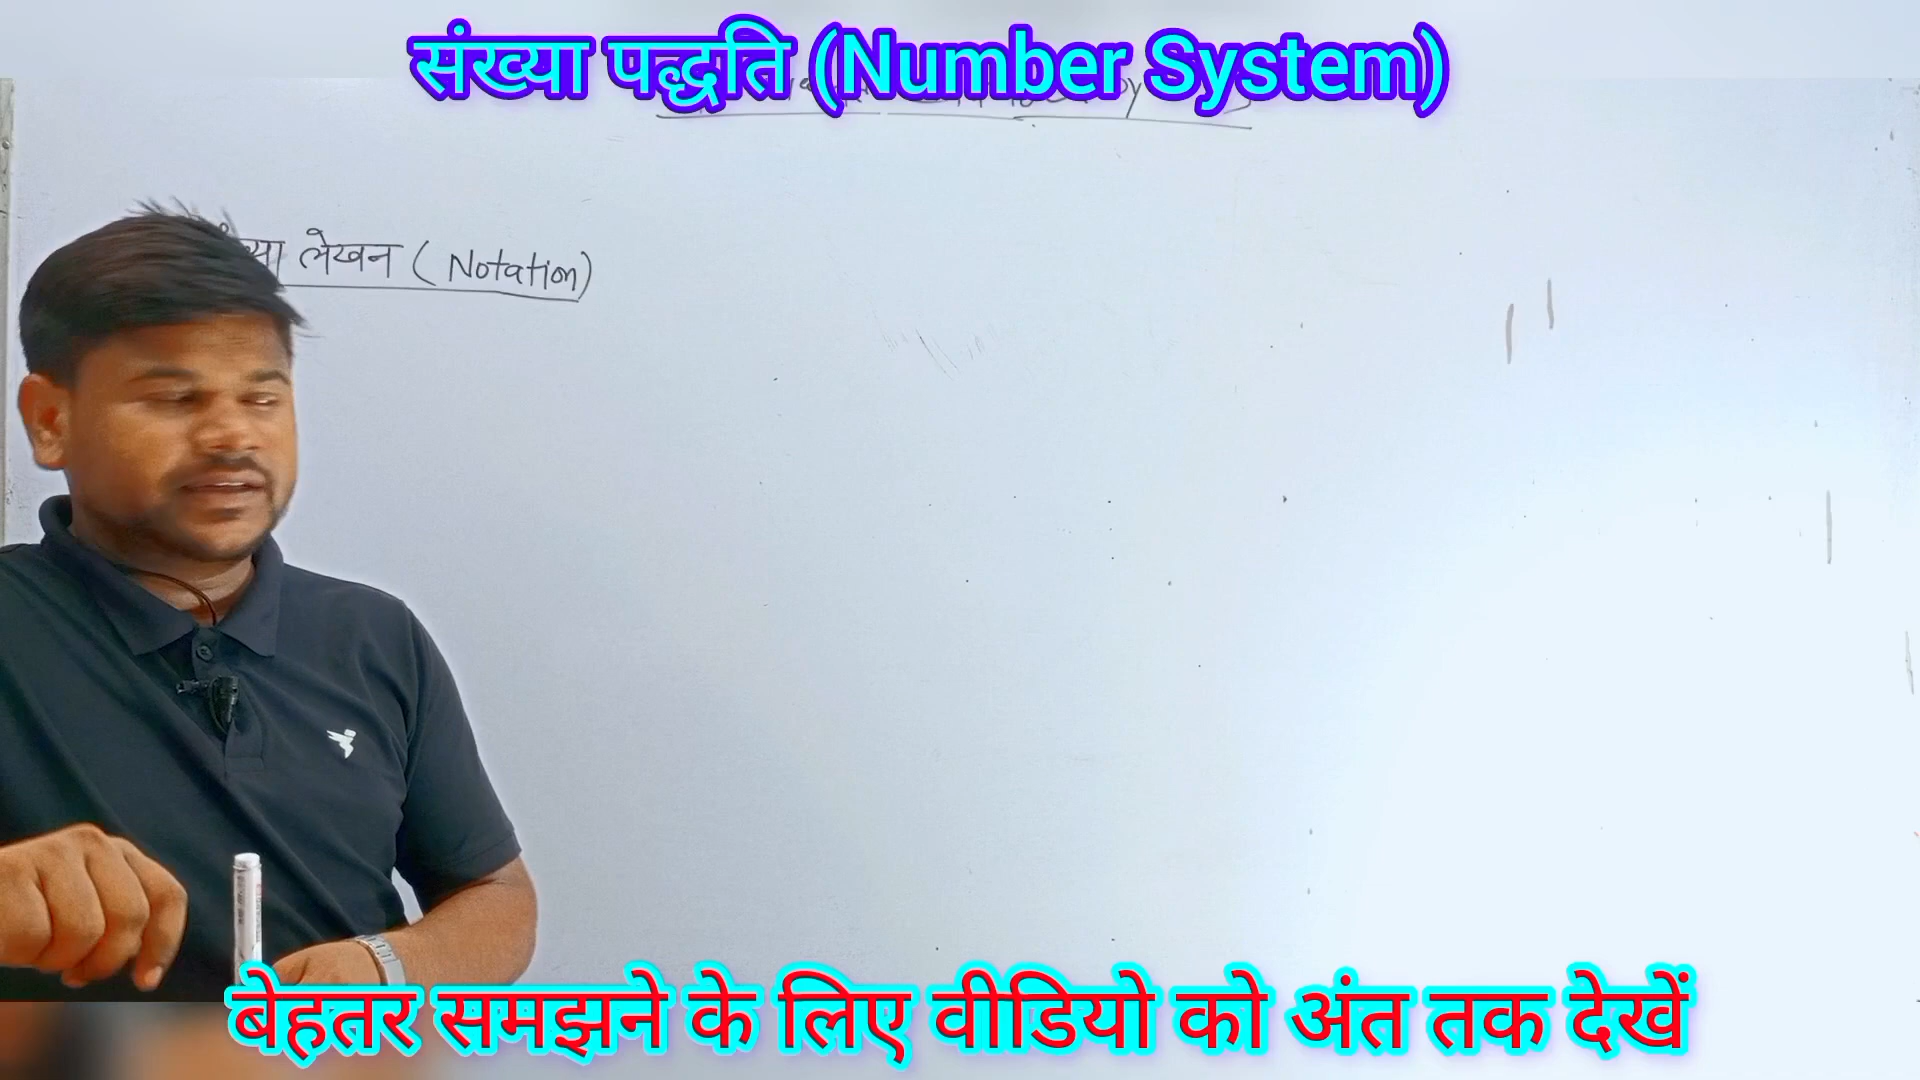 संख्या पद्धति (Number System)
लेखन (Notation)
बेहतर समझने के लिए वीडियो को अंत तक देखें